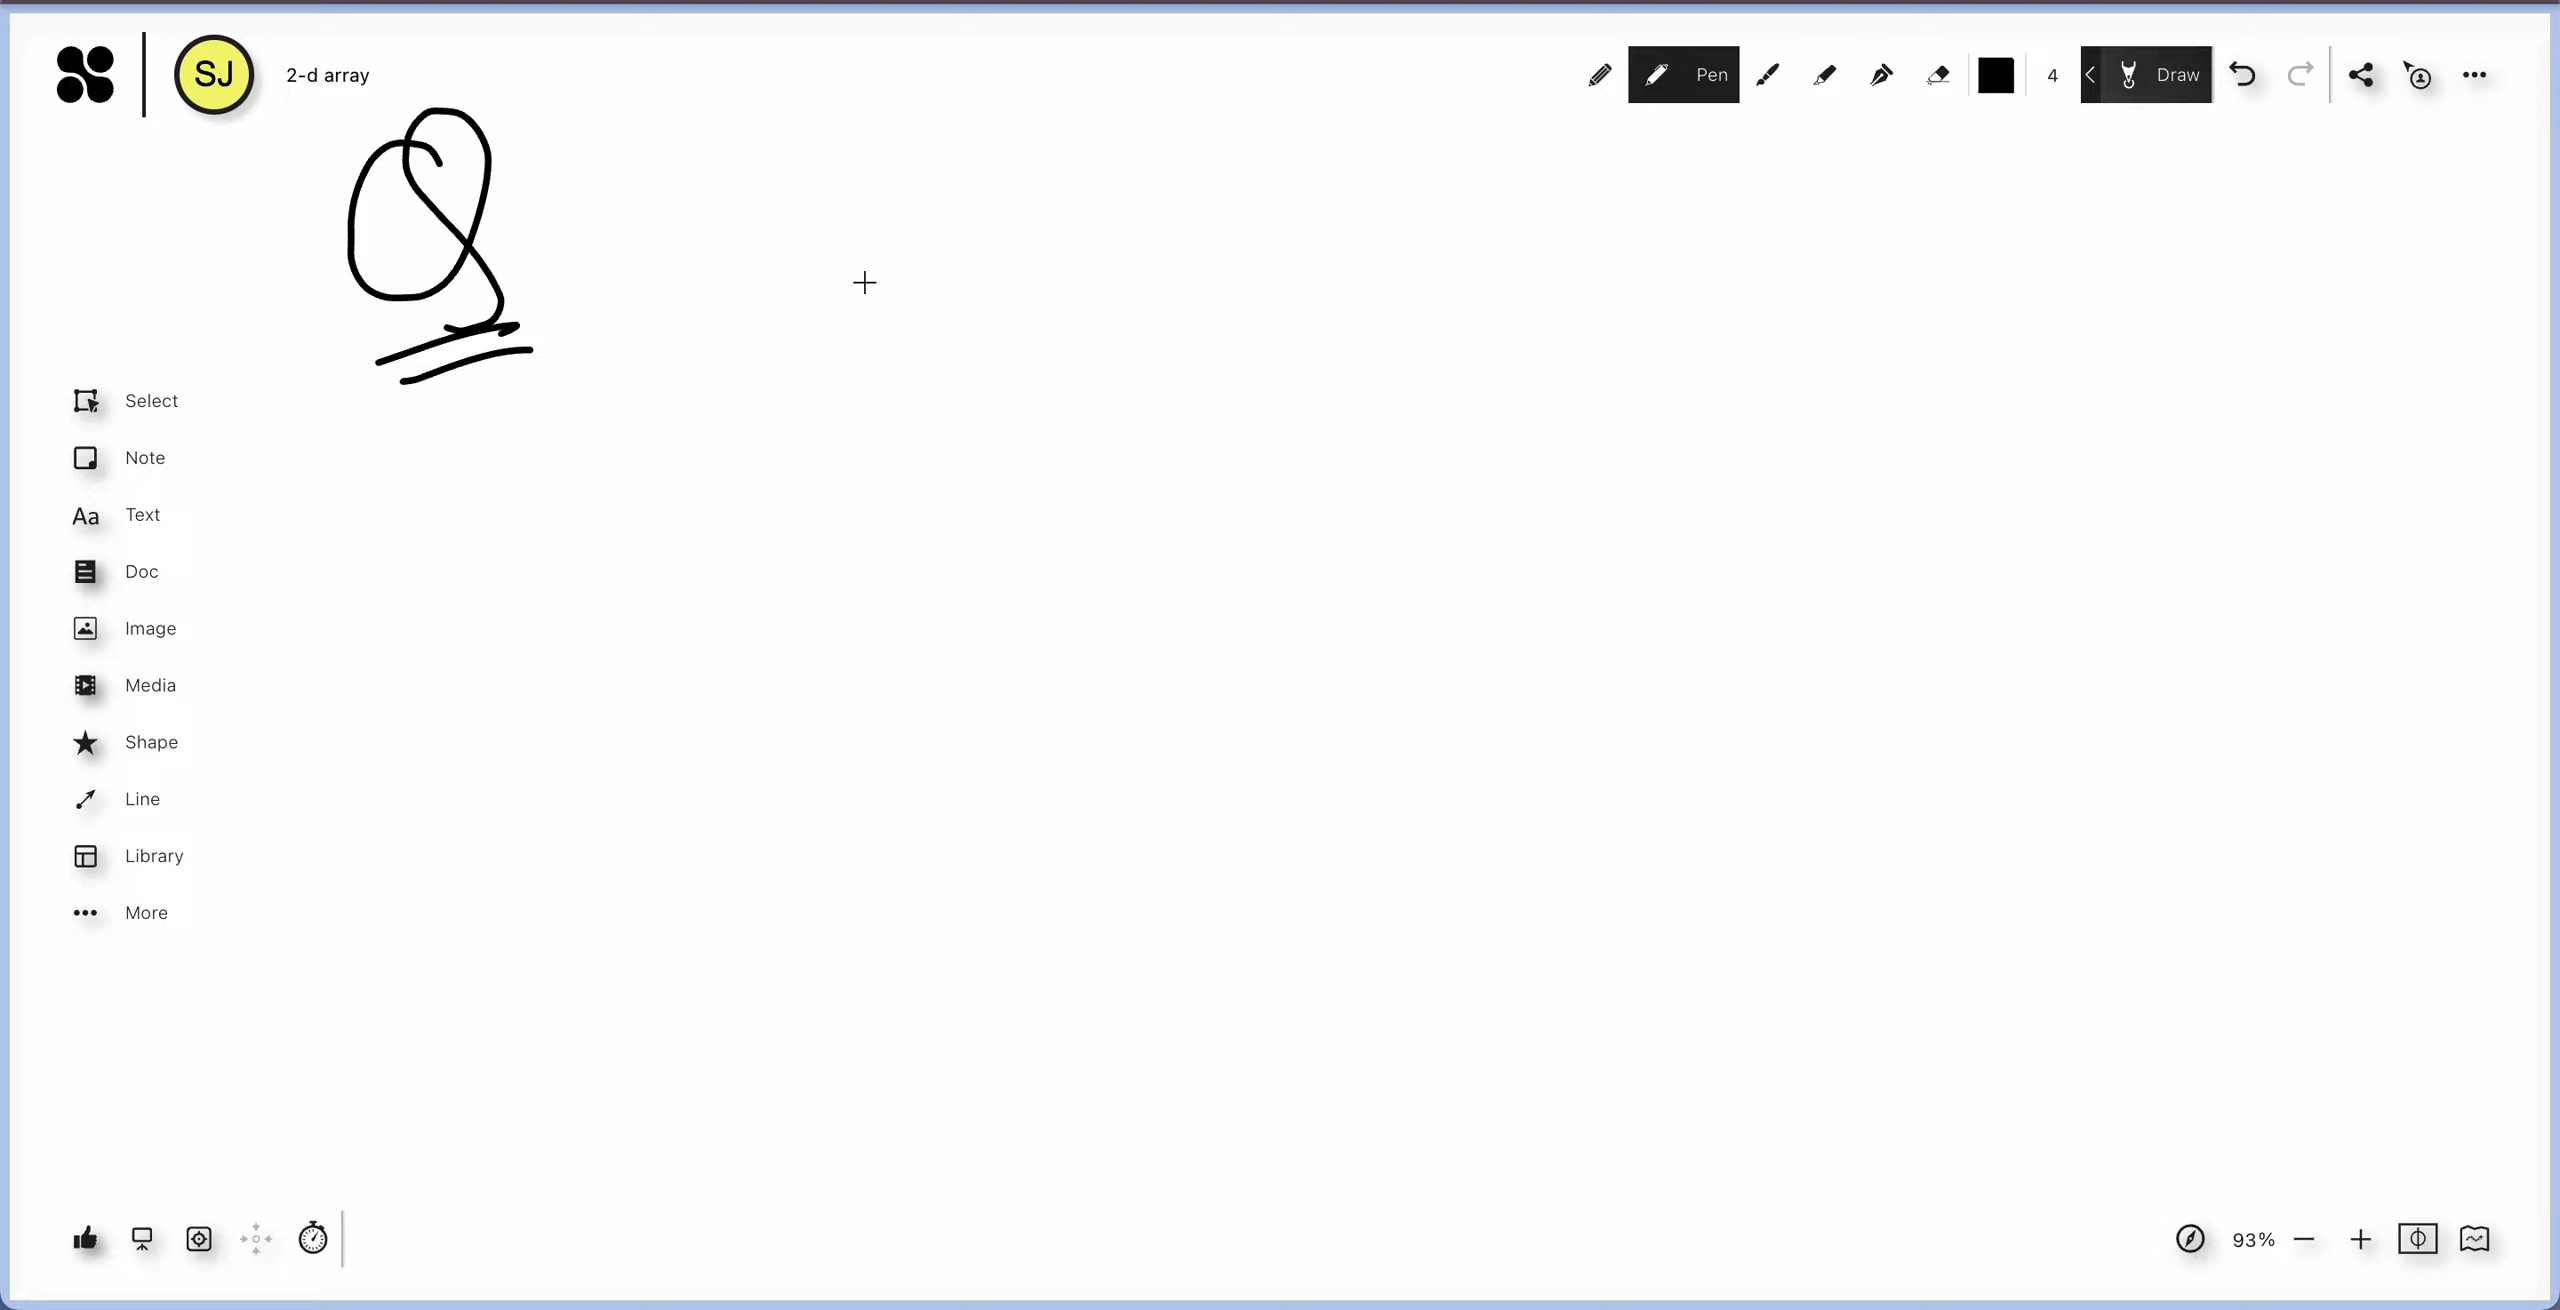 SJ 2-d array Pen 4 Draw
Q
Select
Note
Aa Text
Doc
Image
Media
Shape
Line
Library
More
93%